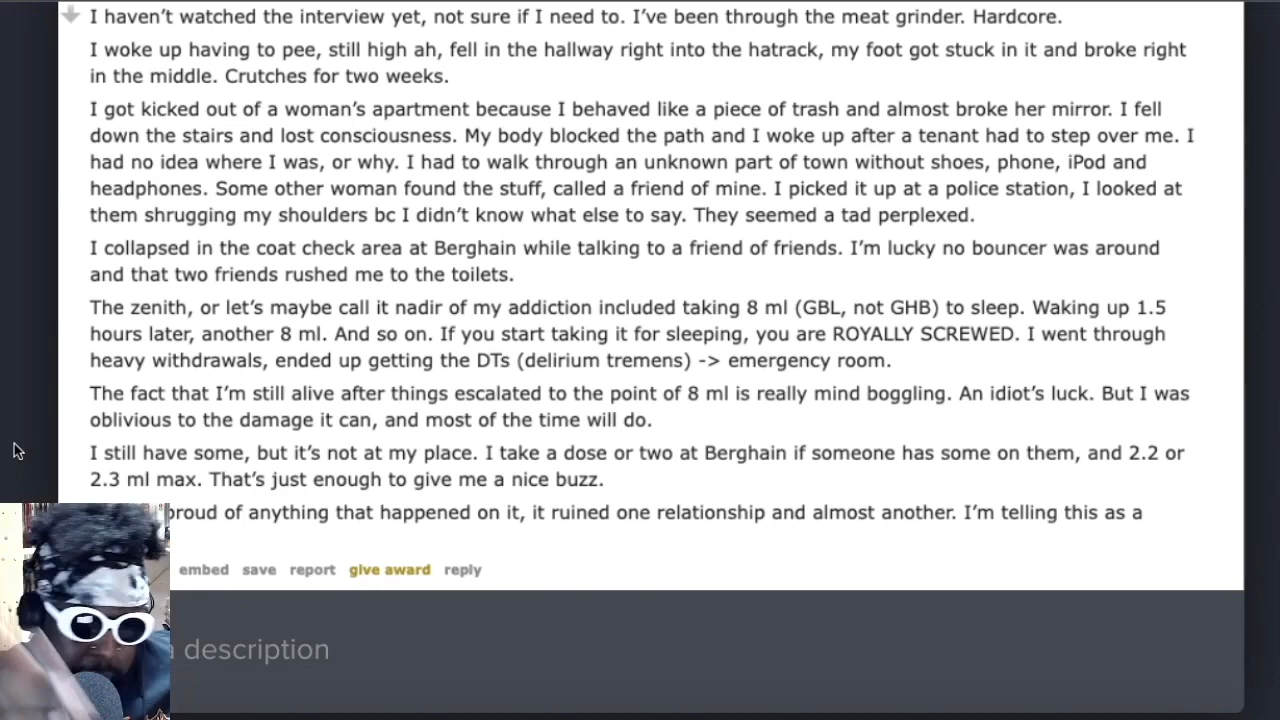 I haven’t watched the interview yet, not sure if I need to. I’ve been through the meat grinder. Hardcore.
I woke up having to pee, still high ah, fell in the hallway right into the hatrack, my foot got stuck in it and broke right
in the middle. Crutches for two weeks.
I got kicked out of a woman’s apartment because I behaved like a piece of trash and almost broke her mirror. I fell
down the stairs and lost consciousness. My body blocked the path and I woke up after a tenant had to step over me. I
had no idea where I was, or why. I had to walk through an unknown part of town without shoes, phone, iPod and
headphones. Some other woman found the stuff, called a friend of mine. I picked it up at a police station, I looked at
them shrugging my shoulders bc I didn’t know what else to say. They seemed a tad perplexed.
I collapsed in the coat check area at Berghain while talking to a friend of friends. I’m lucky no bouncer was around
and that two friends rushed me to the toilets.
The zenith, or let’s maybe call it nadir of my addiction included taking 8 ml (GBL, not GHB) to sleep. Waking up 1.5
hours later, another 8 ml. And so on. If you start taking it for sleeping, you are ROYALLY SCREWED. I went through
heavy withdrawals, ended up getting the DTs (delirium tremens) -> emergency room.
The fact that I’m still alive after things escalated to the point of 8 ml is really mind boggling. An idiot’s luck. But I was
oblivious to the damage it can, and most of the time will do.
I still have some, but it’s not at my place. I take a dose or two at Berghain if someone has some on them, and 2.2 or
2.3 ml max. That’s just enough to give me a nice buzz.
proud of anything that happened on it, it ruined one relationship and almost another. I’m telling this as a
embed save report give award reply
description